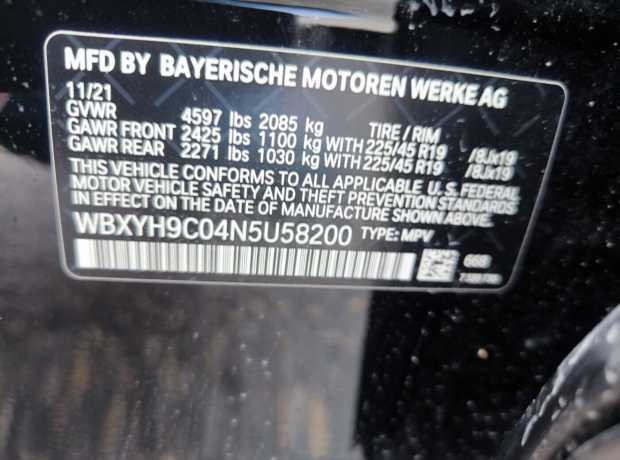 MFD BY BAYERISCHE MOTOREN WERKE AG
11/21
GVWR 4597 lbs 2085 kg TIRE / RIM
GAWR FRONT 2425 lbs 1100 kg WITH 225/45 R19 /8Jx19
GAWR REAR 2271 lbs 1030 kg WITH 225/45 R19 /8Jx19
THIS VEHICLE CONFORMS TO ALL APPLICABLE U. S. FEDERAL
MOTOR VEHICLE SAFETY AND THEFT PREVENTION STANDARDS
IN EFFECT ON THE DATE OF MANUFACTURE SHOWN ABOVE.
WBXYH9C04N5U58200 TYPE: MPV
668